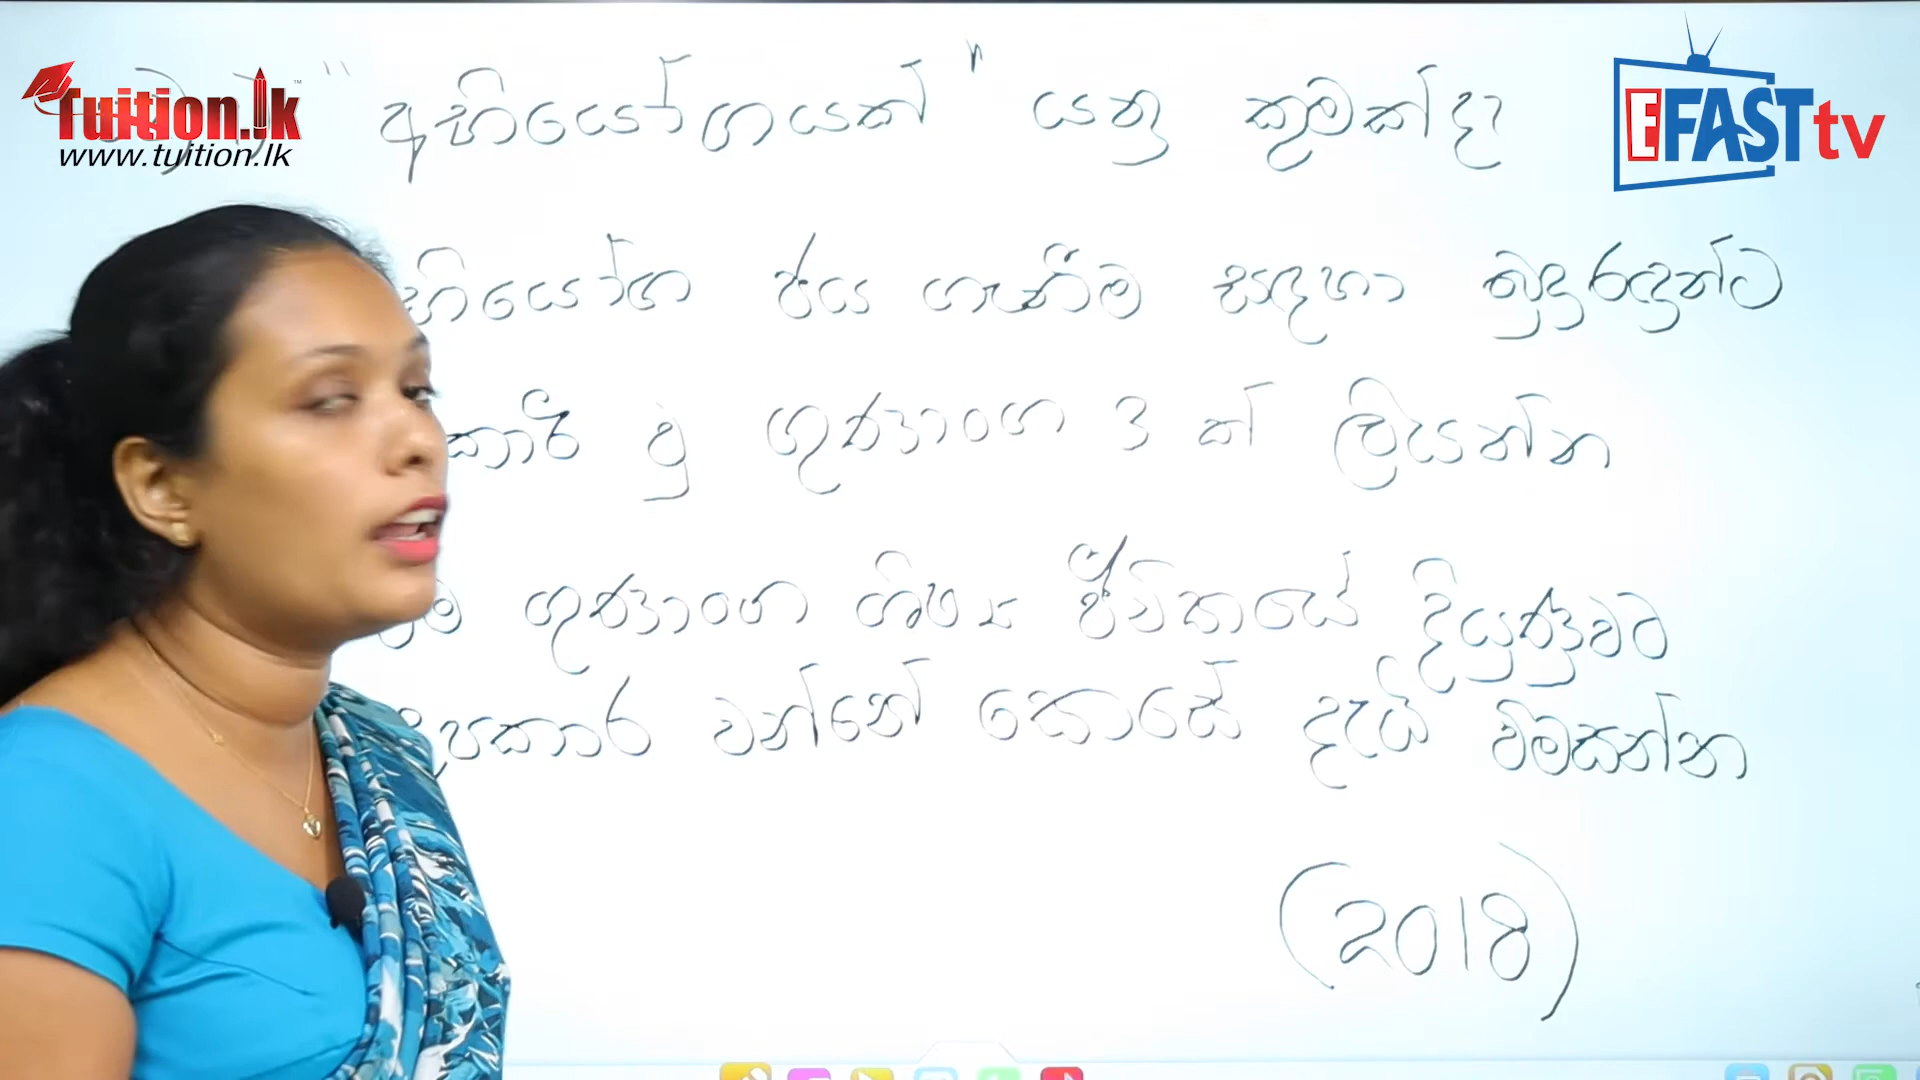 Tuition.lk
www.tuition.lk
EFAST tv
"අභියෝගයක්" යනු කුමක්ද
භියෝග ජය ගැනීම සඳහා බුදුරදුන්ට
කාරී වූ ගුණාංග 3 ක් ලියන්න
ගුණාංග ගිහි ජීවිතයේ දියුණුවට
උපකාර වන්නේ කොසේ දැයි විමසන්න
(2018)